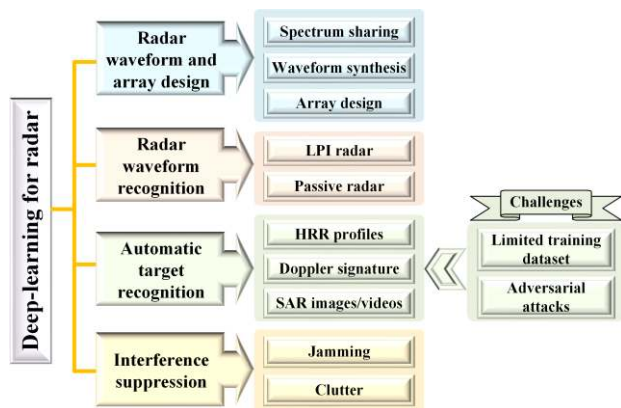 Deep-learning for radar
Radar
waveform and
array design
Spectrum sharing
Waveform synthesis
Array design
Radar
waveform
recognition
LPI radar
Passive radar
Automatic
target
recognition
HRR profiles
Doppler signature
SAR images/videos
Challenges
Limited training
dataset
Adversarial
attacks
Interference
suppression
Jamming
Clutter